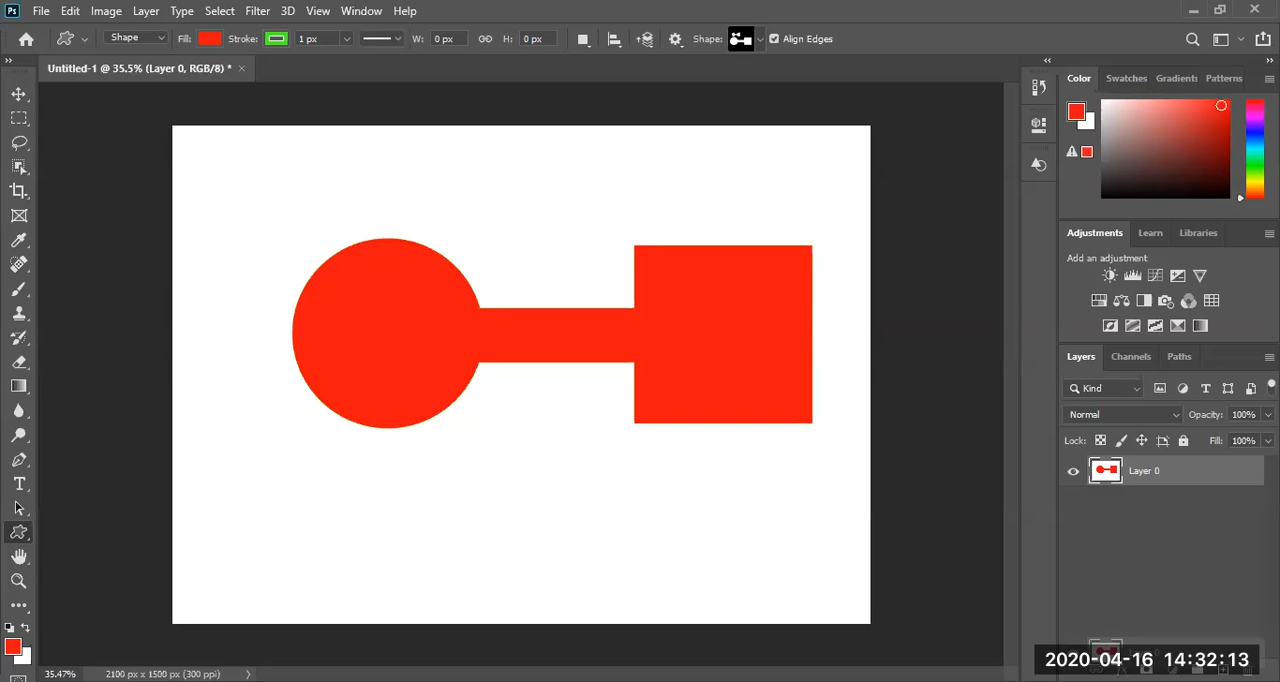 Ps File Edit Image Layer Type Select Filter 3D View Window Help
Shape Fill: Stroke: 1 px W: 0 px H: 0 px Shape: Align Edges
Untitled-1 @ 35.5% (Layer 0, RGB/8) * ×
Color Swatches Gradients Patterns
Adjustments Learn Libraries
Add an adjustment
Layers Channels Paths
Kind
Normal Opacity: 100%
Lock: Fill: 100%
Layer 0
35.47% 2100 px x 1500 px (300 ppi)
2020-04-16 14:32:13